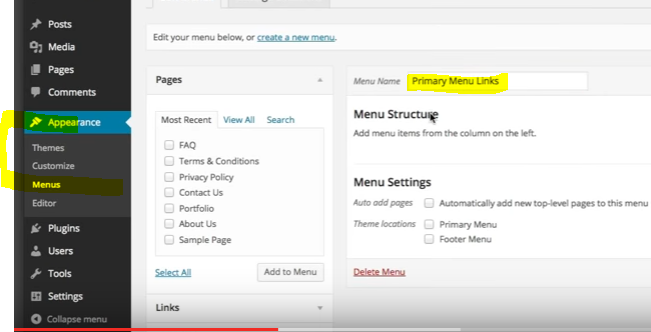 Posts
Media
Pages
Comments
Appearance
Themes
Customize
Menus
Editor
Plugins
Users
Tools
Settings
Collapse menu
Edit your menu below, or create a new menu.
Pages
Most Recent View All Search
FAQ
Terms & Conditions
Privacy Policy
Contact Us
Portfolio
About Us
Sample Page
Select All Add to Menu
Links
Menu Name Primary Menu Links
Menu Structure
Add menu items from the column on the left.
Menu Settings
Auto add pages Automatically add new top-level pages to this menu
Theme locations Primary Menu
Footer Menu
Delete Menu